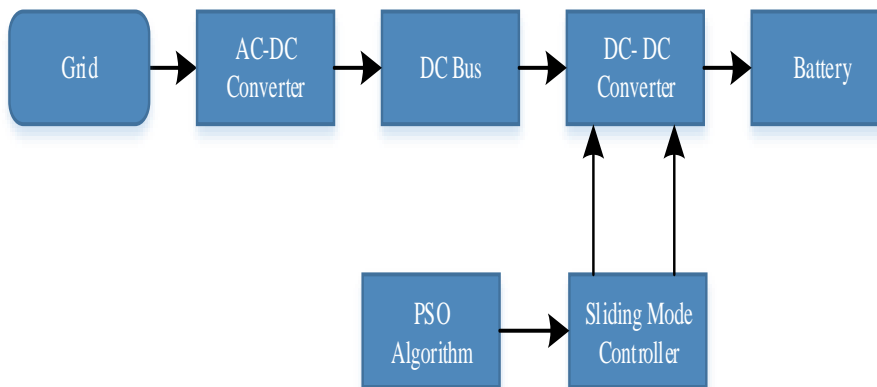 Grid
AC-DC
Converter
DC Bus
DC- DC
Converter
Battery
PSO
Algorithm
Sliding Mode
Controller